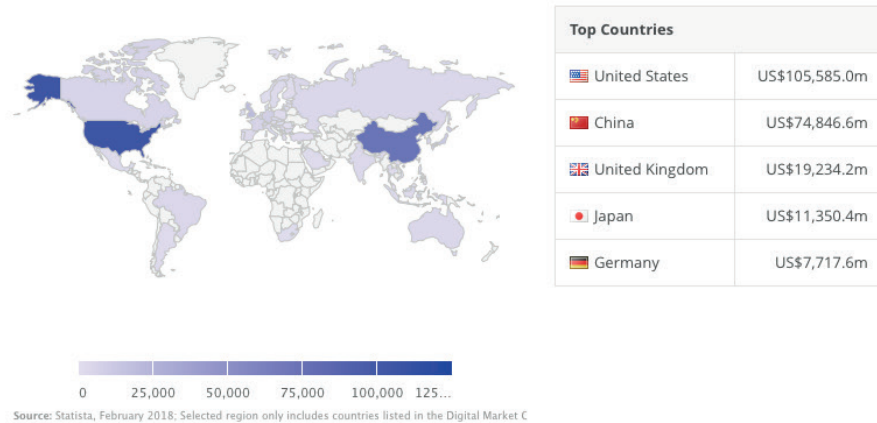 Top Countries
United States US$105,585.0m
China US$74,846.6m
United Kingdom US$19,234.2m
Japan US$11,350.4m
Germany US$7,717.6m
0 25,000 50,000 75,000 100,000 125...
Source: Statista, February 2018; Selected region only includes countries listed in the Digital Market C